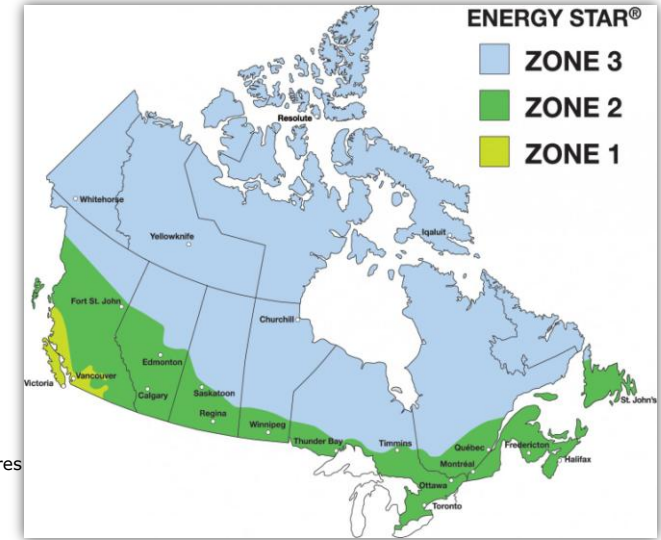 ENERGY STAR®
ZONE 3
ZONE 2
ZONE 1
Resolute
Whitehorse
Yellowknife
Iqaluit
Fort St. John
Churchill
Edmonton
Vancouver
Victoria
Calgary
Saskatoon
Regina
Winnipeg
Thunder Bay
Timmins
Québec
Fredericton
St. John's
Halifax
Montréal
Ottawa
Toronto
res